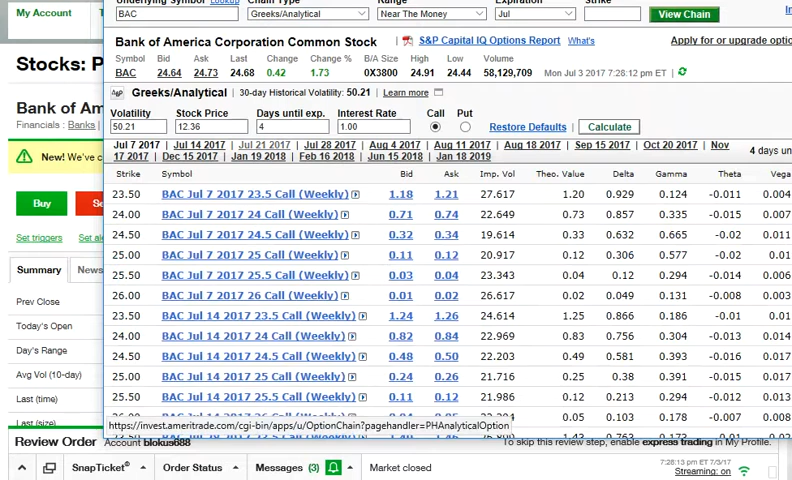 Underlying Symbol Lookup Chain Type Range Expiration Strike
My Account
BAC Greeks/Analytical Near The Money Jul View Chain
Stocks: P
Bank of America Corporation Common Stock S&P Capital IQ Options Report What's Apply for or upgrade optio
Symbol Bid Ask Last Change Change % B/A Size High Low Volume
BAC 24.64 24.73 24.68 0.42 1.73 0X3800 24.91 24.44 58,129,709 Mon Jul 3 2017 7:28:12 pm ET
Greeks/Analytical 30-day Historical Volatility: 50.21 Learn more
Bank of Am
Volatility Stock Price Days until exp. Interest Rate Call Put
Financials : Banks
50.21 12.36 4 1.00 Restore Defaults Calculate
Jul 7 2017 Jul 14 2017 Jul 21 2017 Jul 28 2017 Aug 4 2017 Aug 11 2017 Aug 18 2017 Sep 15 2017 Oct 20 2017 Nov
17 2017 Dec 15 2017 Jan 19 2018 Feb 16 2018 Jun 15 2018 Jan 18 2019 4 days un
New! We've c
Strike Symbol Bid Ask Imp. Vol Theo. Value Delta Gamma Theta Vega
23.50 BAC Jul 7 2017 23.5 Call (Weekly) 1.18 1.21 27.617 1.20 0.929 0.124 -0.011 0.004
Buy Se
24.00 BAC Jul 7 2017 24 Call (Weekly) 0.71 0.74 22.649 0.73 0.857 0.335 -0.015 0.007
24.50 BAC Jul 7 2017 24.5 Call (Weekly) 0.32 0.34 19.614 0.33 0.632 0.665 -0.02 0.011
Set triggers Set al
25.00 BAC Jul 7 2017 25 Call (Weekly) 0.11 0.12 20.917 0.12 0.306 0.577 -0.02 0.01
Summary News
25.50 BAC Jul 7 2017 25.5 Call (Weekly) 0.03 0.04 23.343 0.04 0.12 0.294 -0.014 0.006
26.00 BAC Jul 7 2017 26 Call (Weekly) 0.01 0.02 26.617 0.02 0.049 0.131 -0.008 0.003
Prev Close
23.50 BAC Jul 14 2017 23.5 Call (Weekly) 1.24 1.26 24.614 1.25 0.866 0.186 -0.01 0.01
Today's Open
24.00 BAC Jul 14 2017 24 Call (Weekly) 0.82 0.84 22.969 0.83 0.756 0.304 -0.013 0.014
Day's Range
24.50 BAC Jul 14 2017 24.5 Call (Weekly) 0.48 0.50 22.203 0.49 0.581 0.393 -0.016 0.017
Avg Vol (10-day)
25.00 BAC Jul 14 2017 25 Call (Weekly) 0.24 0.26 21.716 0.25 0.38 0.391 -0.015 0.017
Last (time)
25.50 BAC Jul 14 2017 25.5 Call (Weekly) 0.11 0.12 21.986 0.12 0.213 0.294 -0.012 0.013
0.05 0.103 0.178 -0.007 0.008
Last (size)
https://invest.ameritrade.com/cgi-bin/apps/u/OptionChain?pagehandler=PHAnalyticalOption
Review Order Account blokus688 To skip this review step, enable express trading in My Profile.
SnapTicket® Order Status Messages (3) Market closed
7:28:13 pm ET 7/3/17
Streaming: on